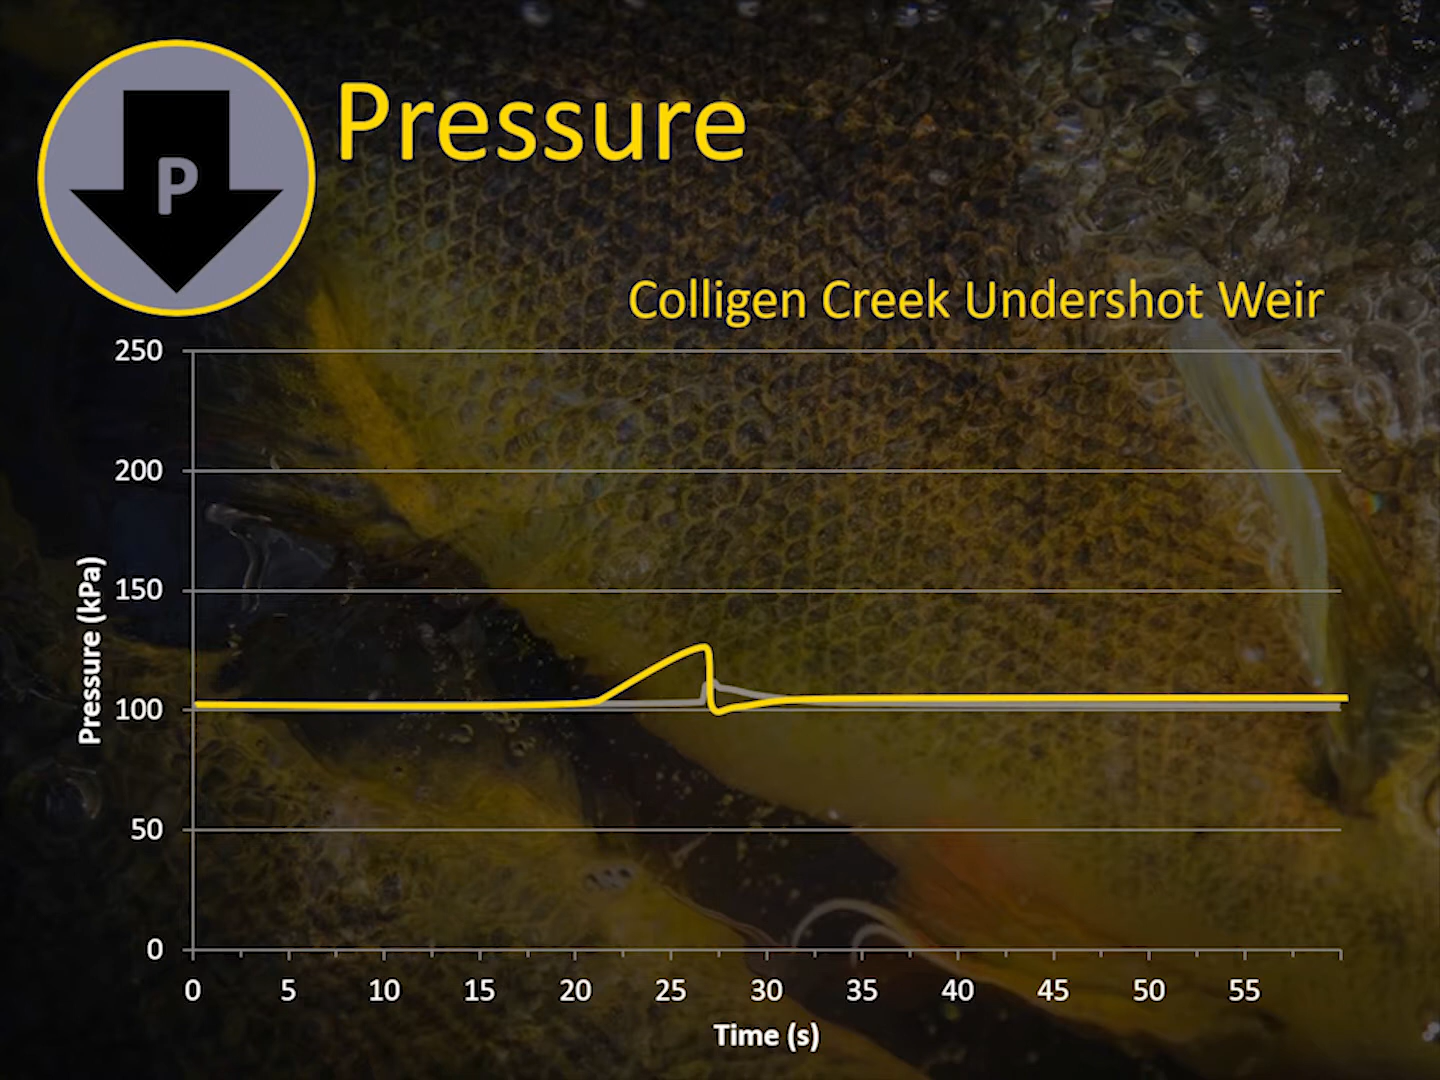 P
Pressure
Colligen Creek Undershot Weir
250
200
150
100
50
0
Pressure (kPa)
0 5 10 15 20 25 30 35 40 45 50 55
Time (s)